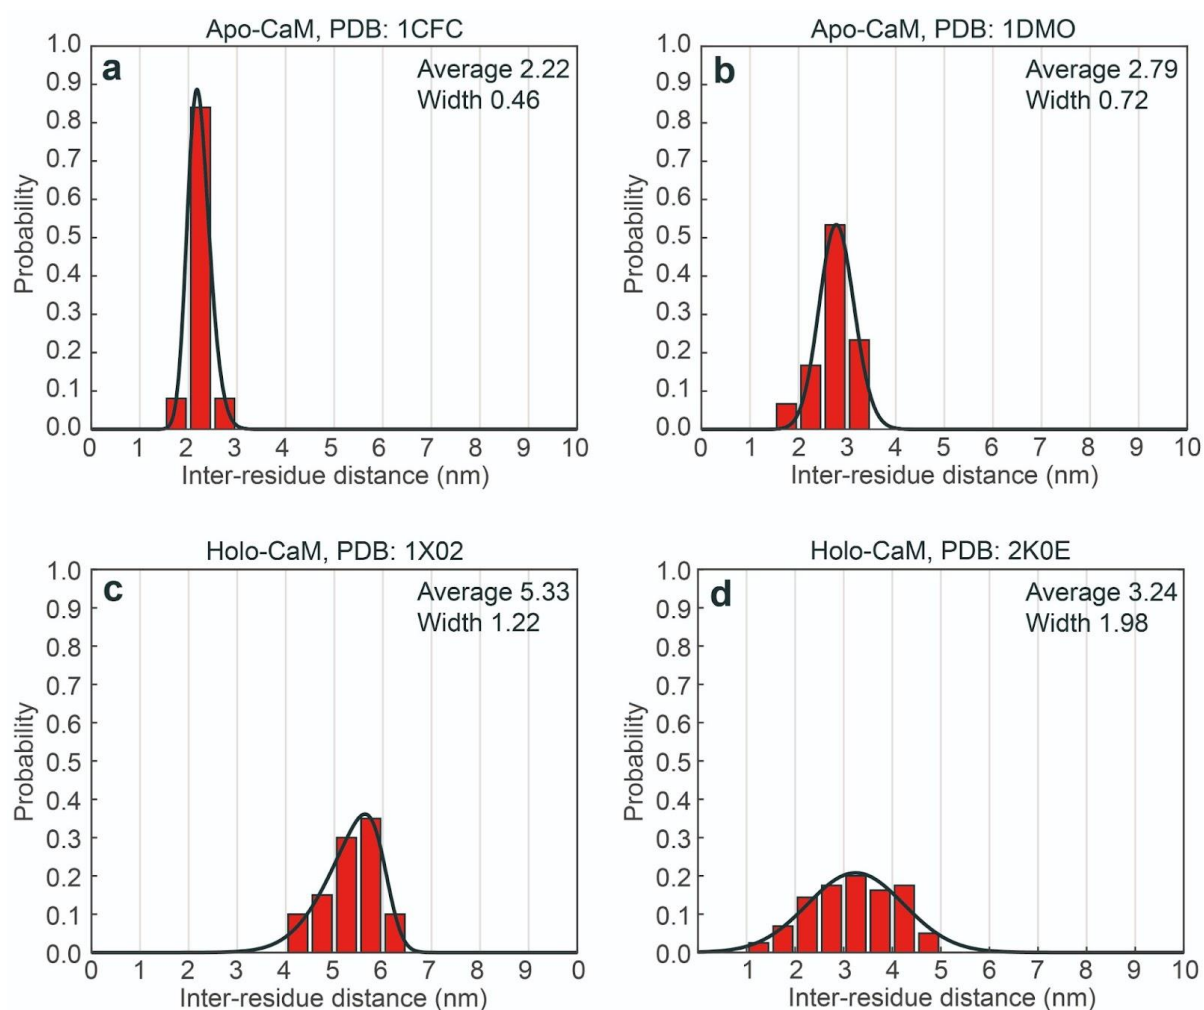 Apo-CaM, PDB: 1CFC
a
Average 2.22
Width 0.46
Probability
1.0
0.9
0.8
0.7
0.6
0.5
0.4
0.3
0.2
0.1
0.0
0 1 2 3 4 5 6 7 8 9 10
Inter-residue distance (nm)
Apo-CaM, PDB: 1DMO
b
Average 2.79
Width 0.72
Probability
1.0
0.9
0.8
0.7
0.6
0.5
0.4
0.3
0.2
0.1
0.0
0 1 2 3 4 5 6 7 8 9 10
Inter-residue distance (nm)
Holo-CaM, PDB: 1X02
c
Average 5.33
Width 1.22
Probability
1.0
0.9
0.8
0.7
0.6
0.5
0.4
0.3
0.2
0.1
0.0
0 1 2 3 4 5 6 7 8 9 0
Inter-residue distance (nm)
Holo-CaM, PDB: 2K0E
d
Average 3.24
Width 1.98
Probability
1.0
0.9
0.8
0.7
0.6
0.5
0.4
0.3
0.2
0.1
0.0
1 2 3 4 5 6 7 8 9 10
Inter-residue distance (nm)